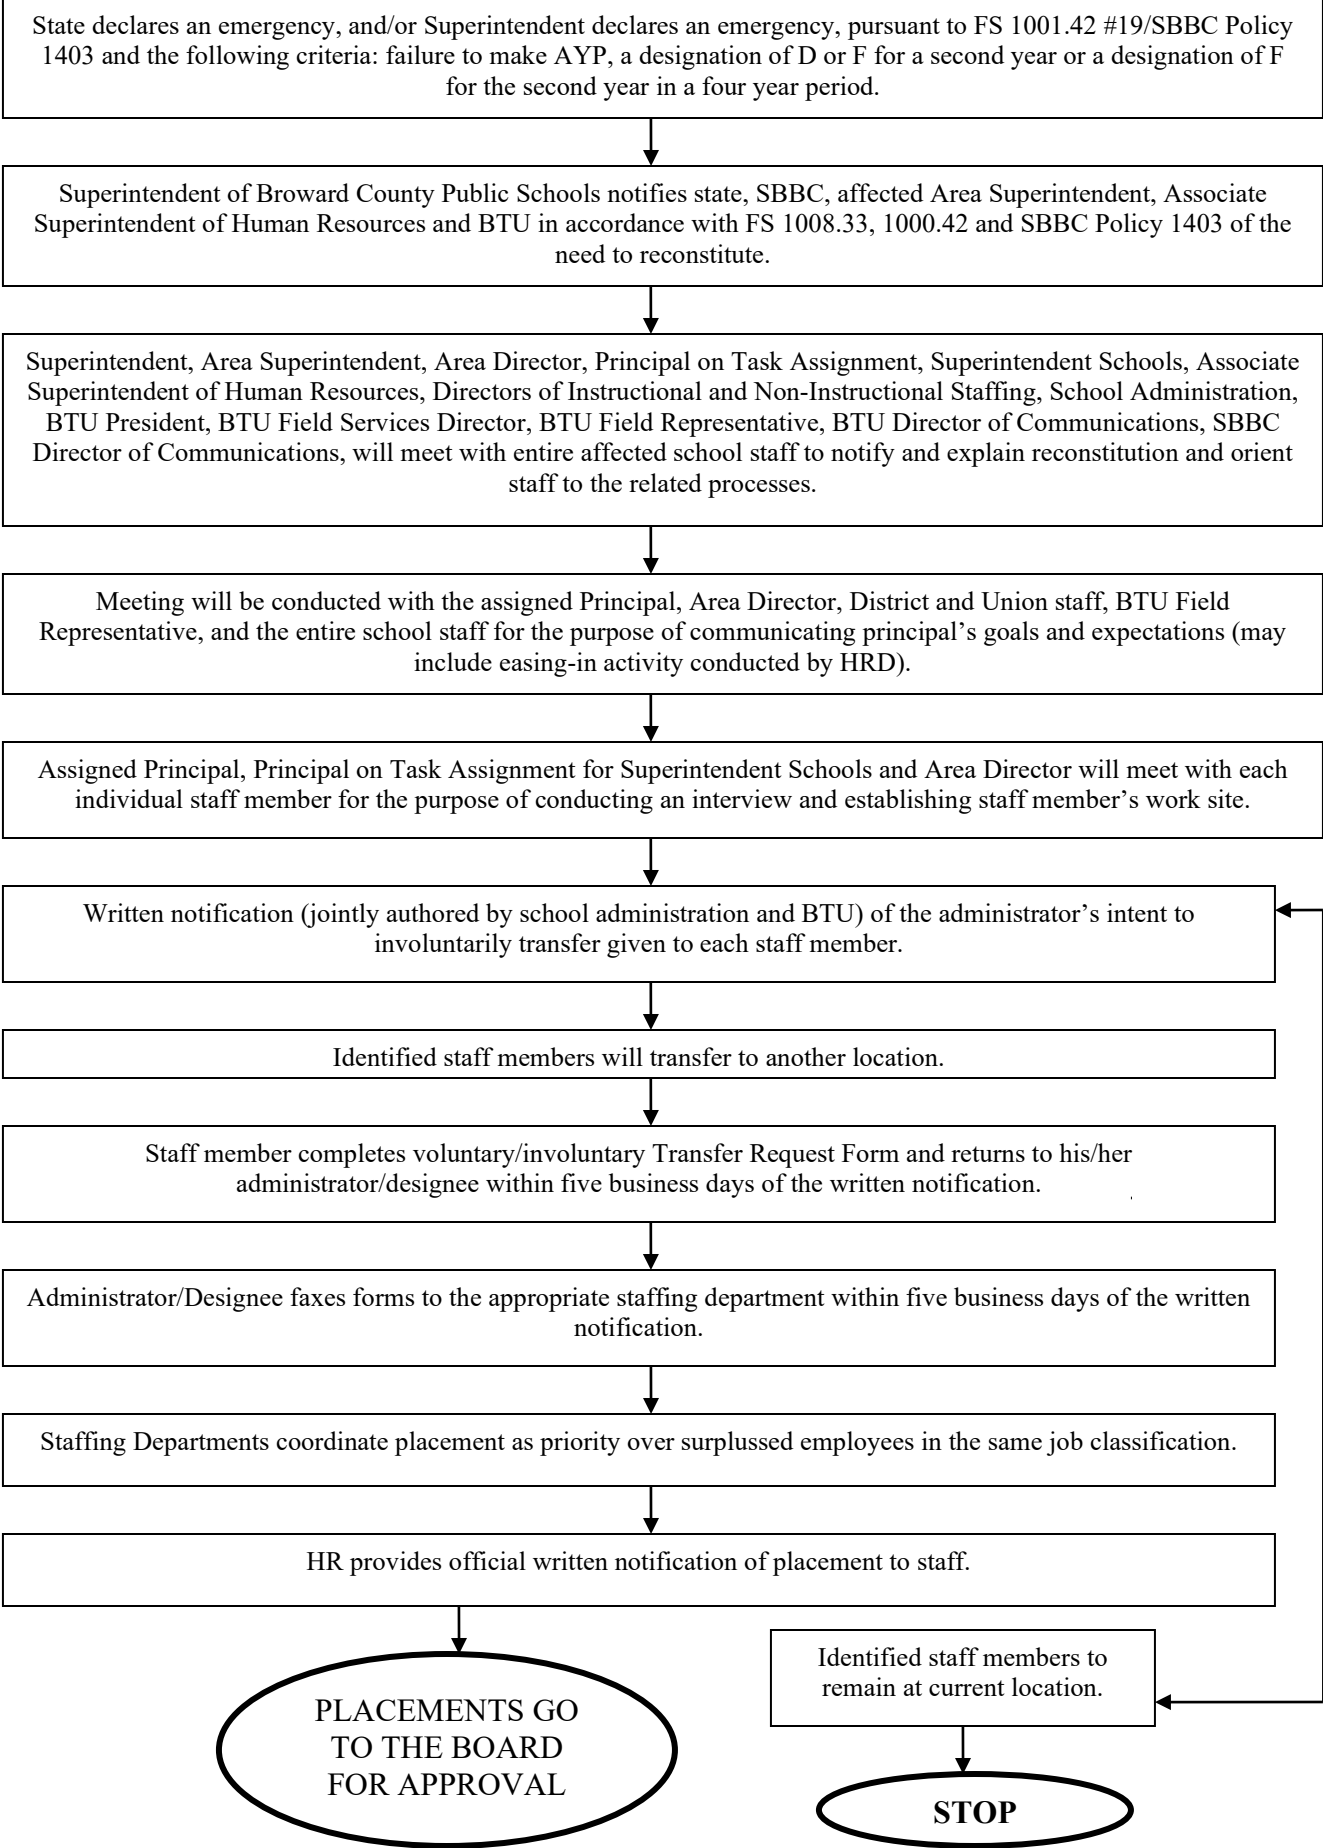 State declares an emergency, and/or Superintendent declares an emergency, pursuant to FS 1001.42 #19/SBBC Policy
1403 and the following criteria: failure to make AYP, a designation of D or F for a second year or a designation of F
for the second year in a four year period.
Superintendent of Broward County Public Schools notifies state, SBBC, affected Area Superintendent, Associate
Superintendent of Human Resources and BTU in accordance with FS 1008.33, 1000.42 and SBBC Policy 1403 of the
need to reconstitute.
Superintendent, Area Superintendent, Area Director, Principal on Task Assignment, Superintendent Schools, Associate
Superintendent of Human Resources, Directors of Instructional and Non-Instructional Staffing, School Administration,
BTU President, BTU Field Services Director, BTU Field Representative, BTU Director of Communications, SBBC
Director of Communications, will meet with entire affected school staff to notify and explain reconstitution and orient
staff to the related processes.
Meeting will be conducted with the assigned Principal, Area Director, District and Union staff, BTU Field
Representative, and the entire school staff for the purpose of communicating principal’s goals and expectations (may
include easing-in activity conducted by HRD).
Assigned Principal, Principal on Task Assignment for Superintendent Schools and Area Director will meet with each
individual staff member for the purpose of conducting an interview and establishing staff member’s work site.
Written notification (jointly authored by school administration and BTU) of the administrator’s intent to
involuntarily transfer given to each staff member.
Identified staff members will transfer to another location.
Staff member completes voluntary/involuntary Transfer Request Form and returns to his/her
administrator/designee within five business days of the written notification.
Administrator/Designee faxes forms to the appropriate staffing department within five business days of the written
notification.
Staffing Departments coordinate placement as priority over surplussed employees in the same job classification.
HR provides official written notification of placement to staff.
PLACEMENTS GO
TO THE BOARD
FOR APPROVAL
Identified staff members to
remain at current location.
STOP